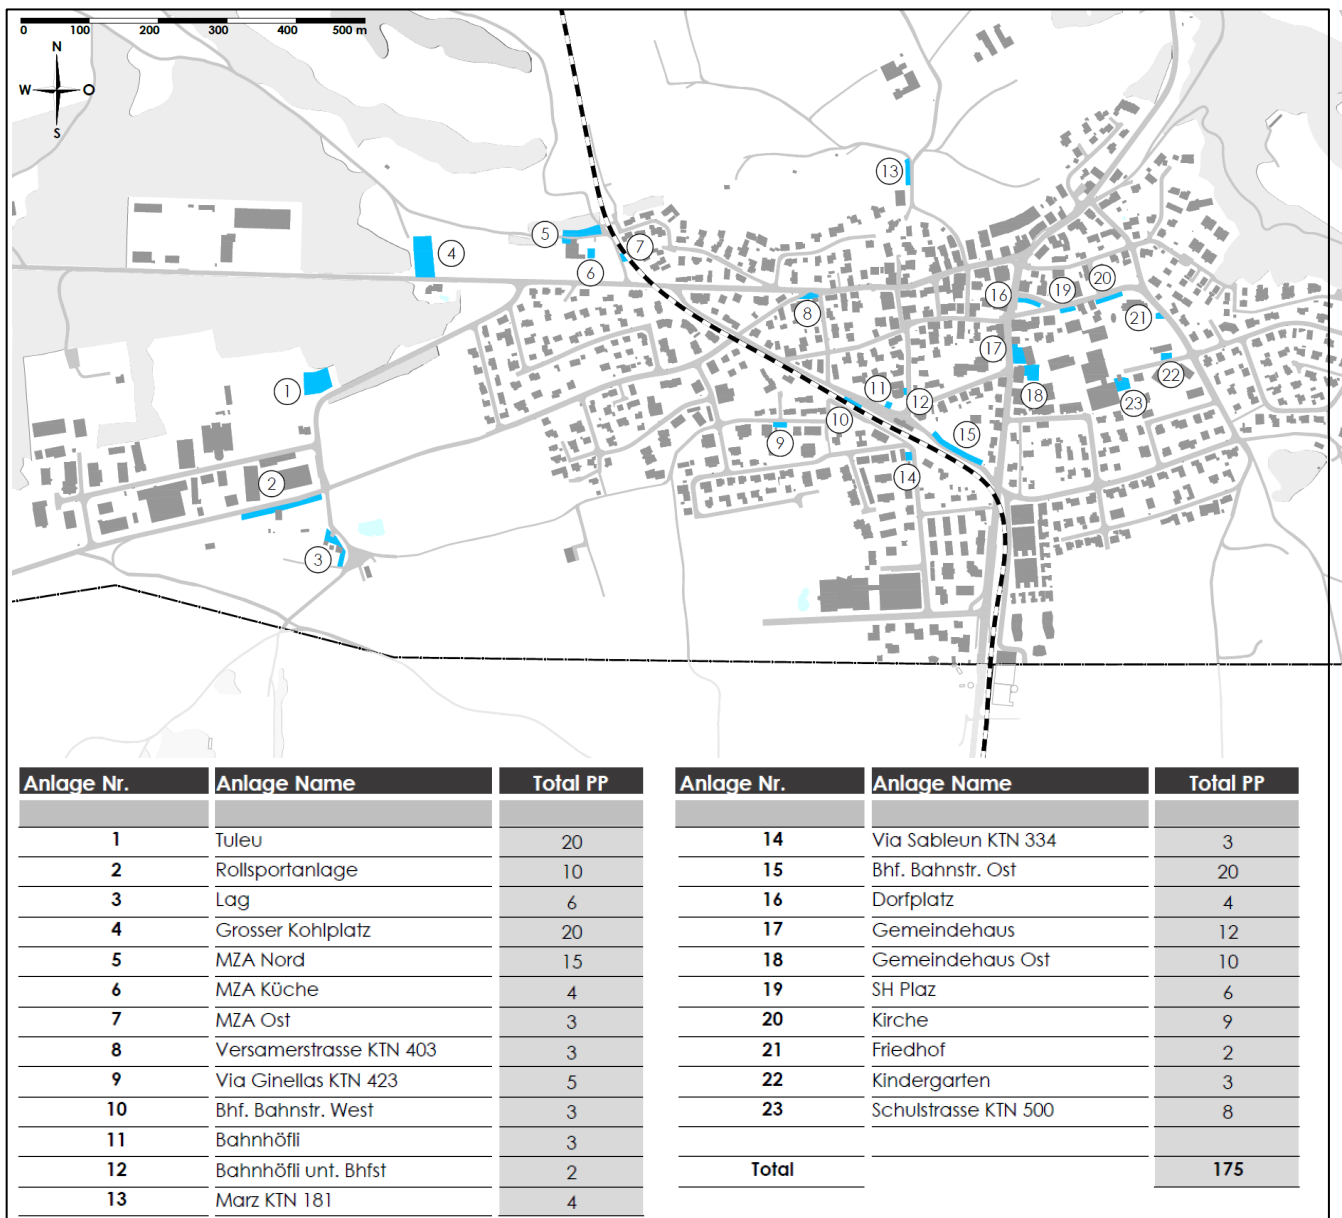 0 100 200 300 400 500 m
N
W O
S
13
5
7
4
6
20
16
19
8
21
17
22
1
11
18
12
23
10
9
15
14
2
3
Anlage Nr. Anlage Name Total PP
1 Tuleu 20
2 Rollsportanlage 10
3 Lag 6
4 Grosser Kohlplatz 20
5 MZA Nord 15
6 MZA Küche 4
7 MZA Ost 3
8 Versamerstrasse KTN 403 3
9 Via Ginellas KTN 423 5
10 Bhf. Bahnstr. West 3
11 Bahnhöfli 3
12 Bahnhöfli unt. Bhfst 2
13 Marz KTN 181 4
Anlage Nr. Anlage Name Total PP
14 Via Sableun KTN 334 3
15 Bhf. Bahnstr. Ost 20
16 Dorfplatz 4
17 Gemeindehaus 12
18 Gemeindehaus Ost 10
19 SH Plaz 6
20 Kirche 9
21 Friedhof 2
22 Kindergarten 3
23 Schulstrasse KTN 500 8
Total 175